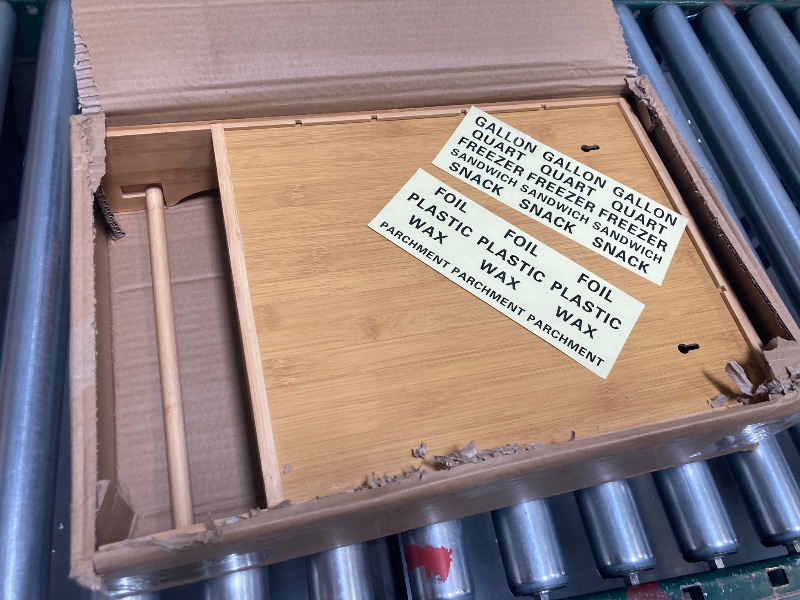 GALLON GALLON GALLON
QUART QUART QUART
FREEZER FREEZER FREEZER
SANDWICH SANDWICH SANDWICH
SNACK SNACK SNACK
FOIL FOIL FOIL
PLASTIC PLASTIC PLASTIC
WAX WAX WAX
PARCHMENT PARCHMENT PARCHMENT